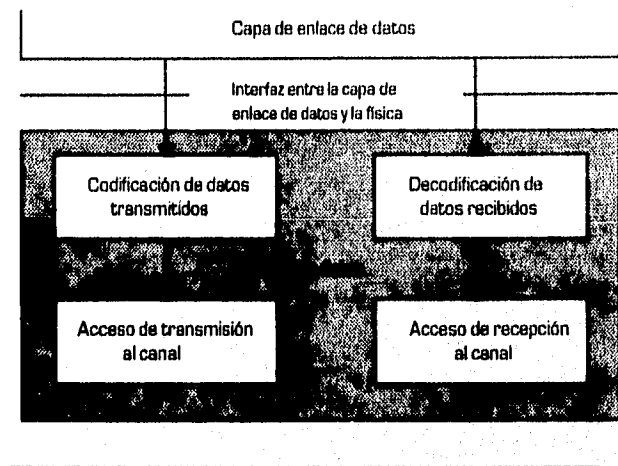 Capa de enlace de datos
Interfaz entre la capa de
enlace de datos y la física
Codificación de datos
transmitidos
Decodificación de
datos recibidos
Acceso de transmisión
al canal
Acceso de recepción
al canal